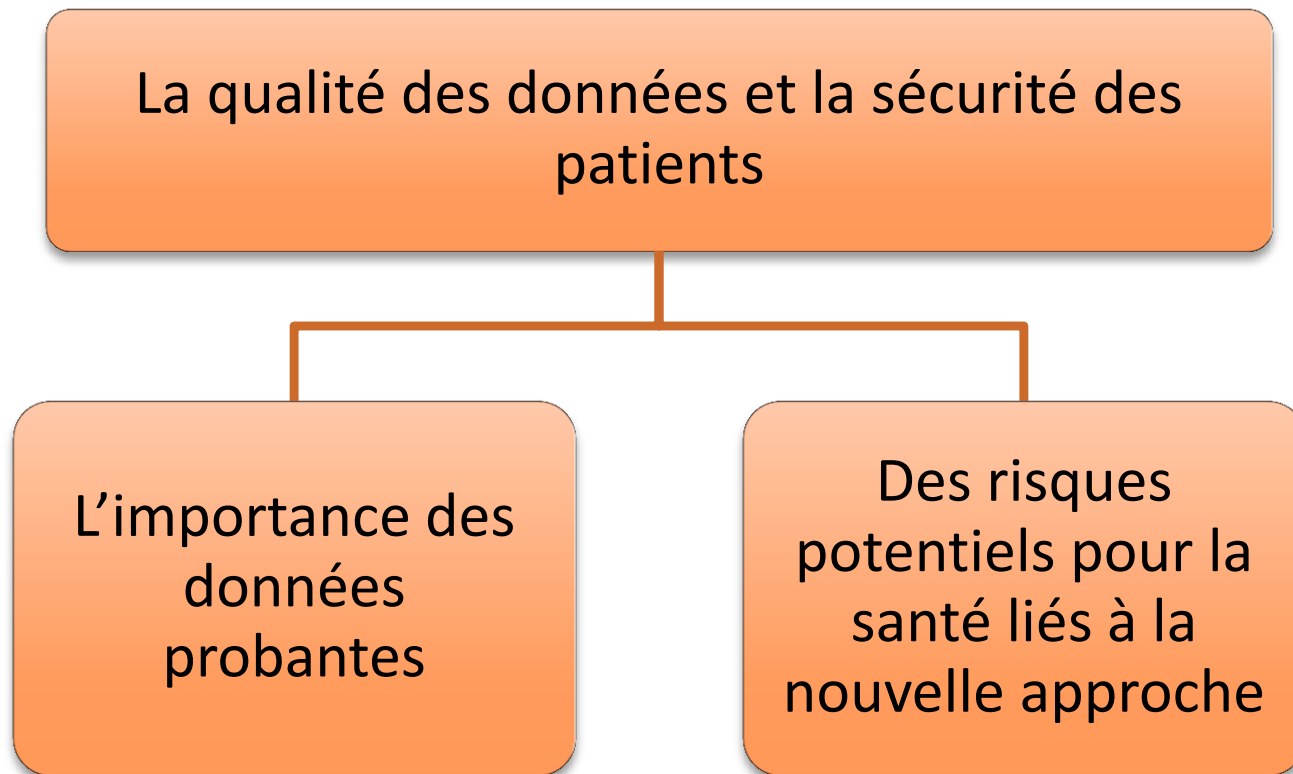 La qualité des données et la sécurité des
patients
L’importance des
données
probantes
Des risques
potentiels pour la
santé liés à la
nouvelle approche